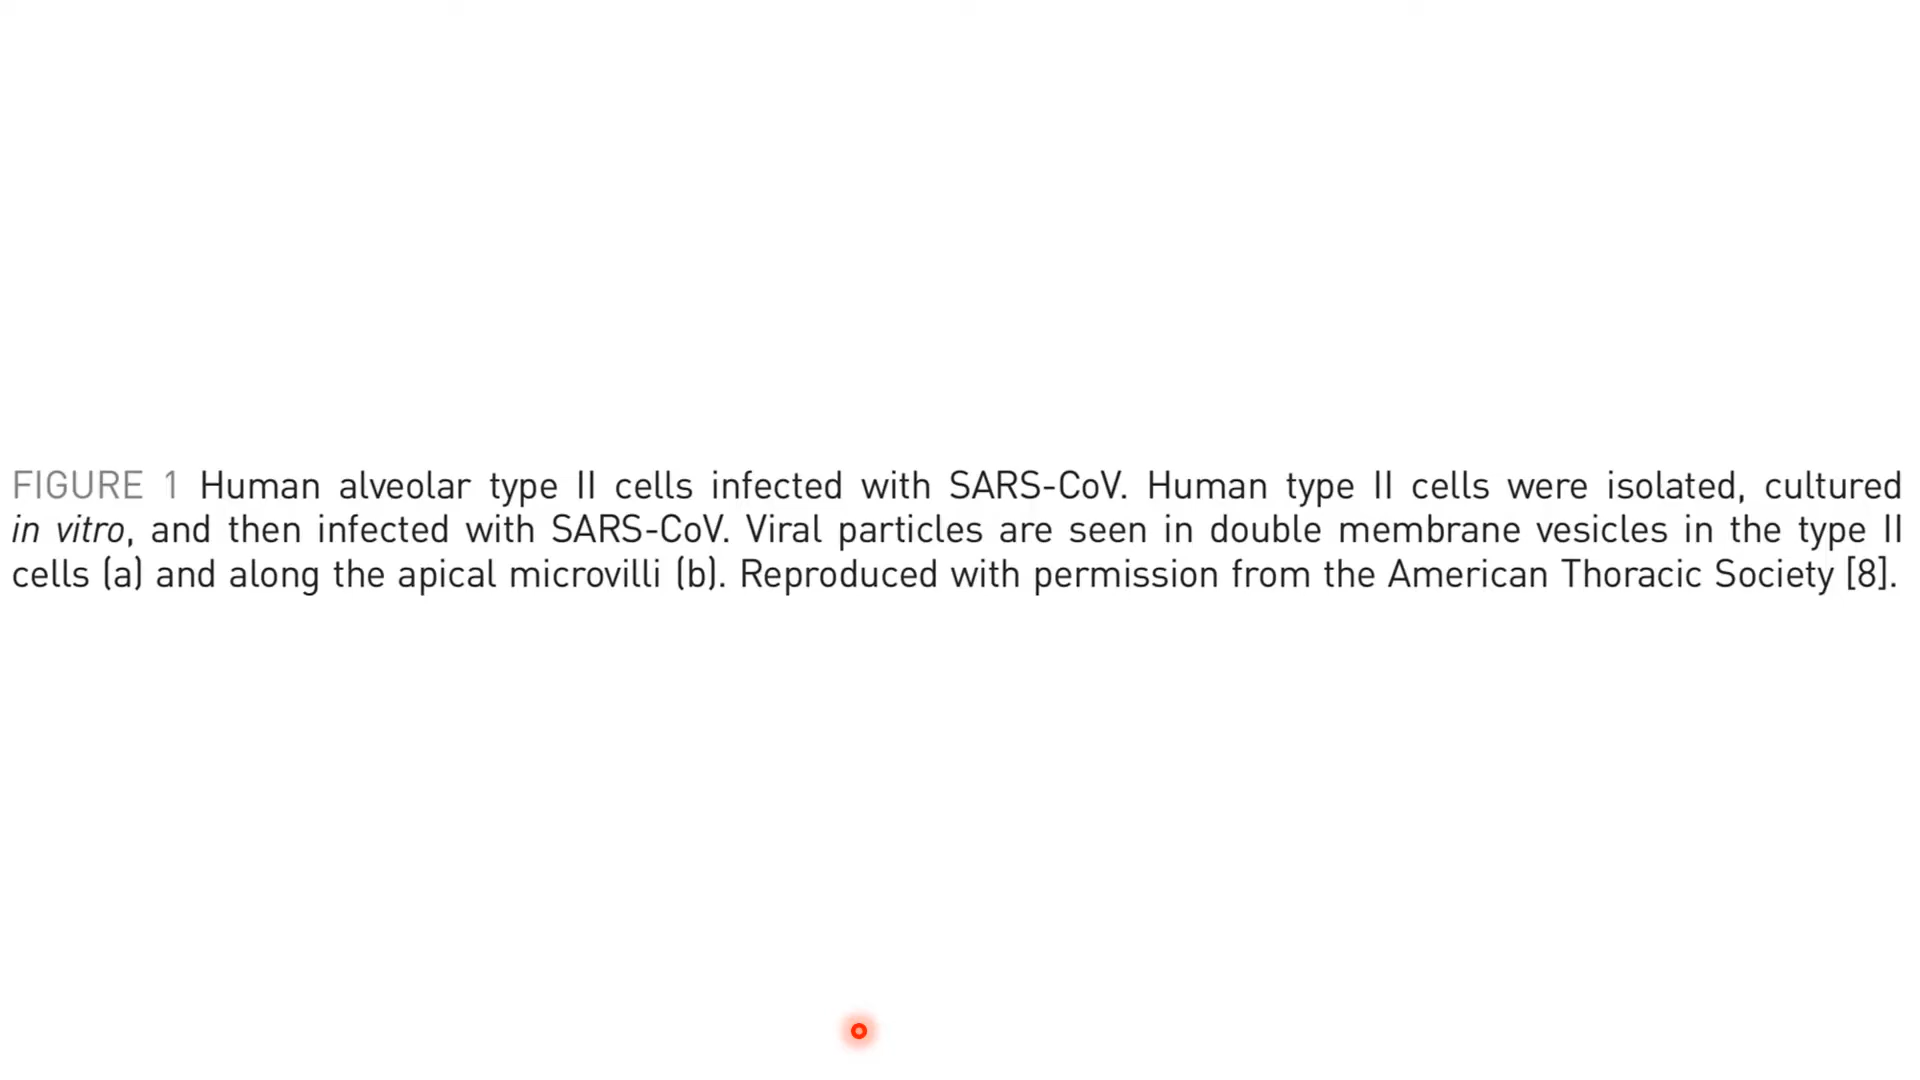 FIGURE 1 Human alveolar type II cells infected with SARS-CoV. Human type II cells were isolated, cultured
in vitro, and then infected with SARS-CoV. Viral particles are seen in double membrane vesicles in the type II
cells (a) and along the apical microvilli (b). Reproduced with permission from the American Thoracic Society [8].